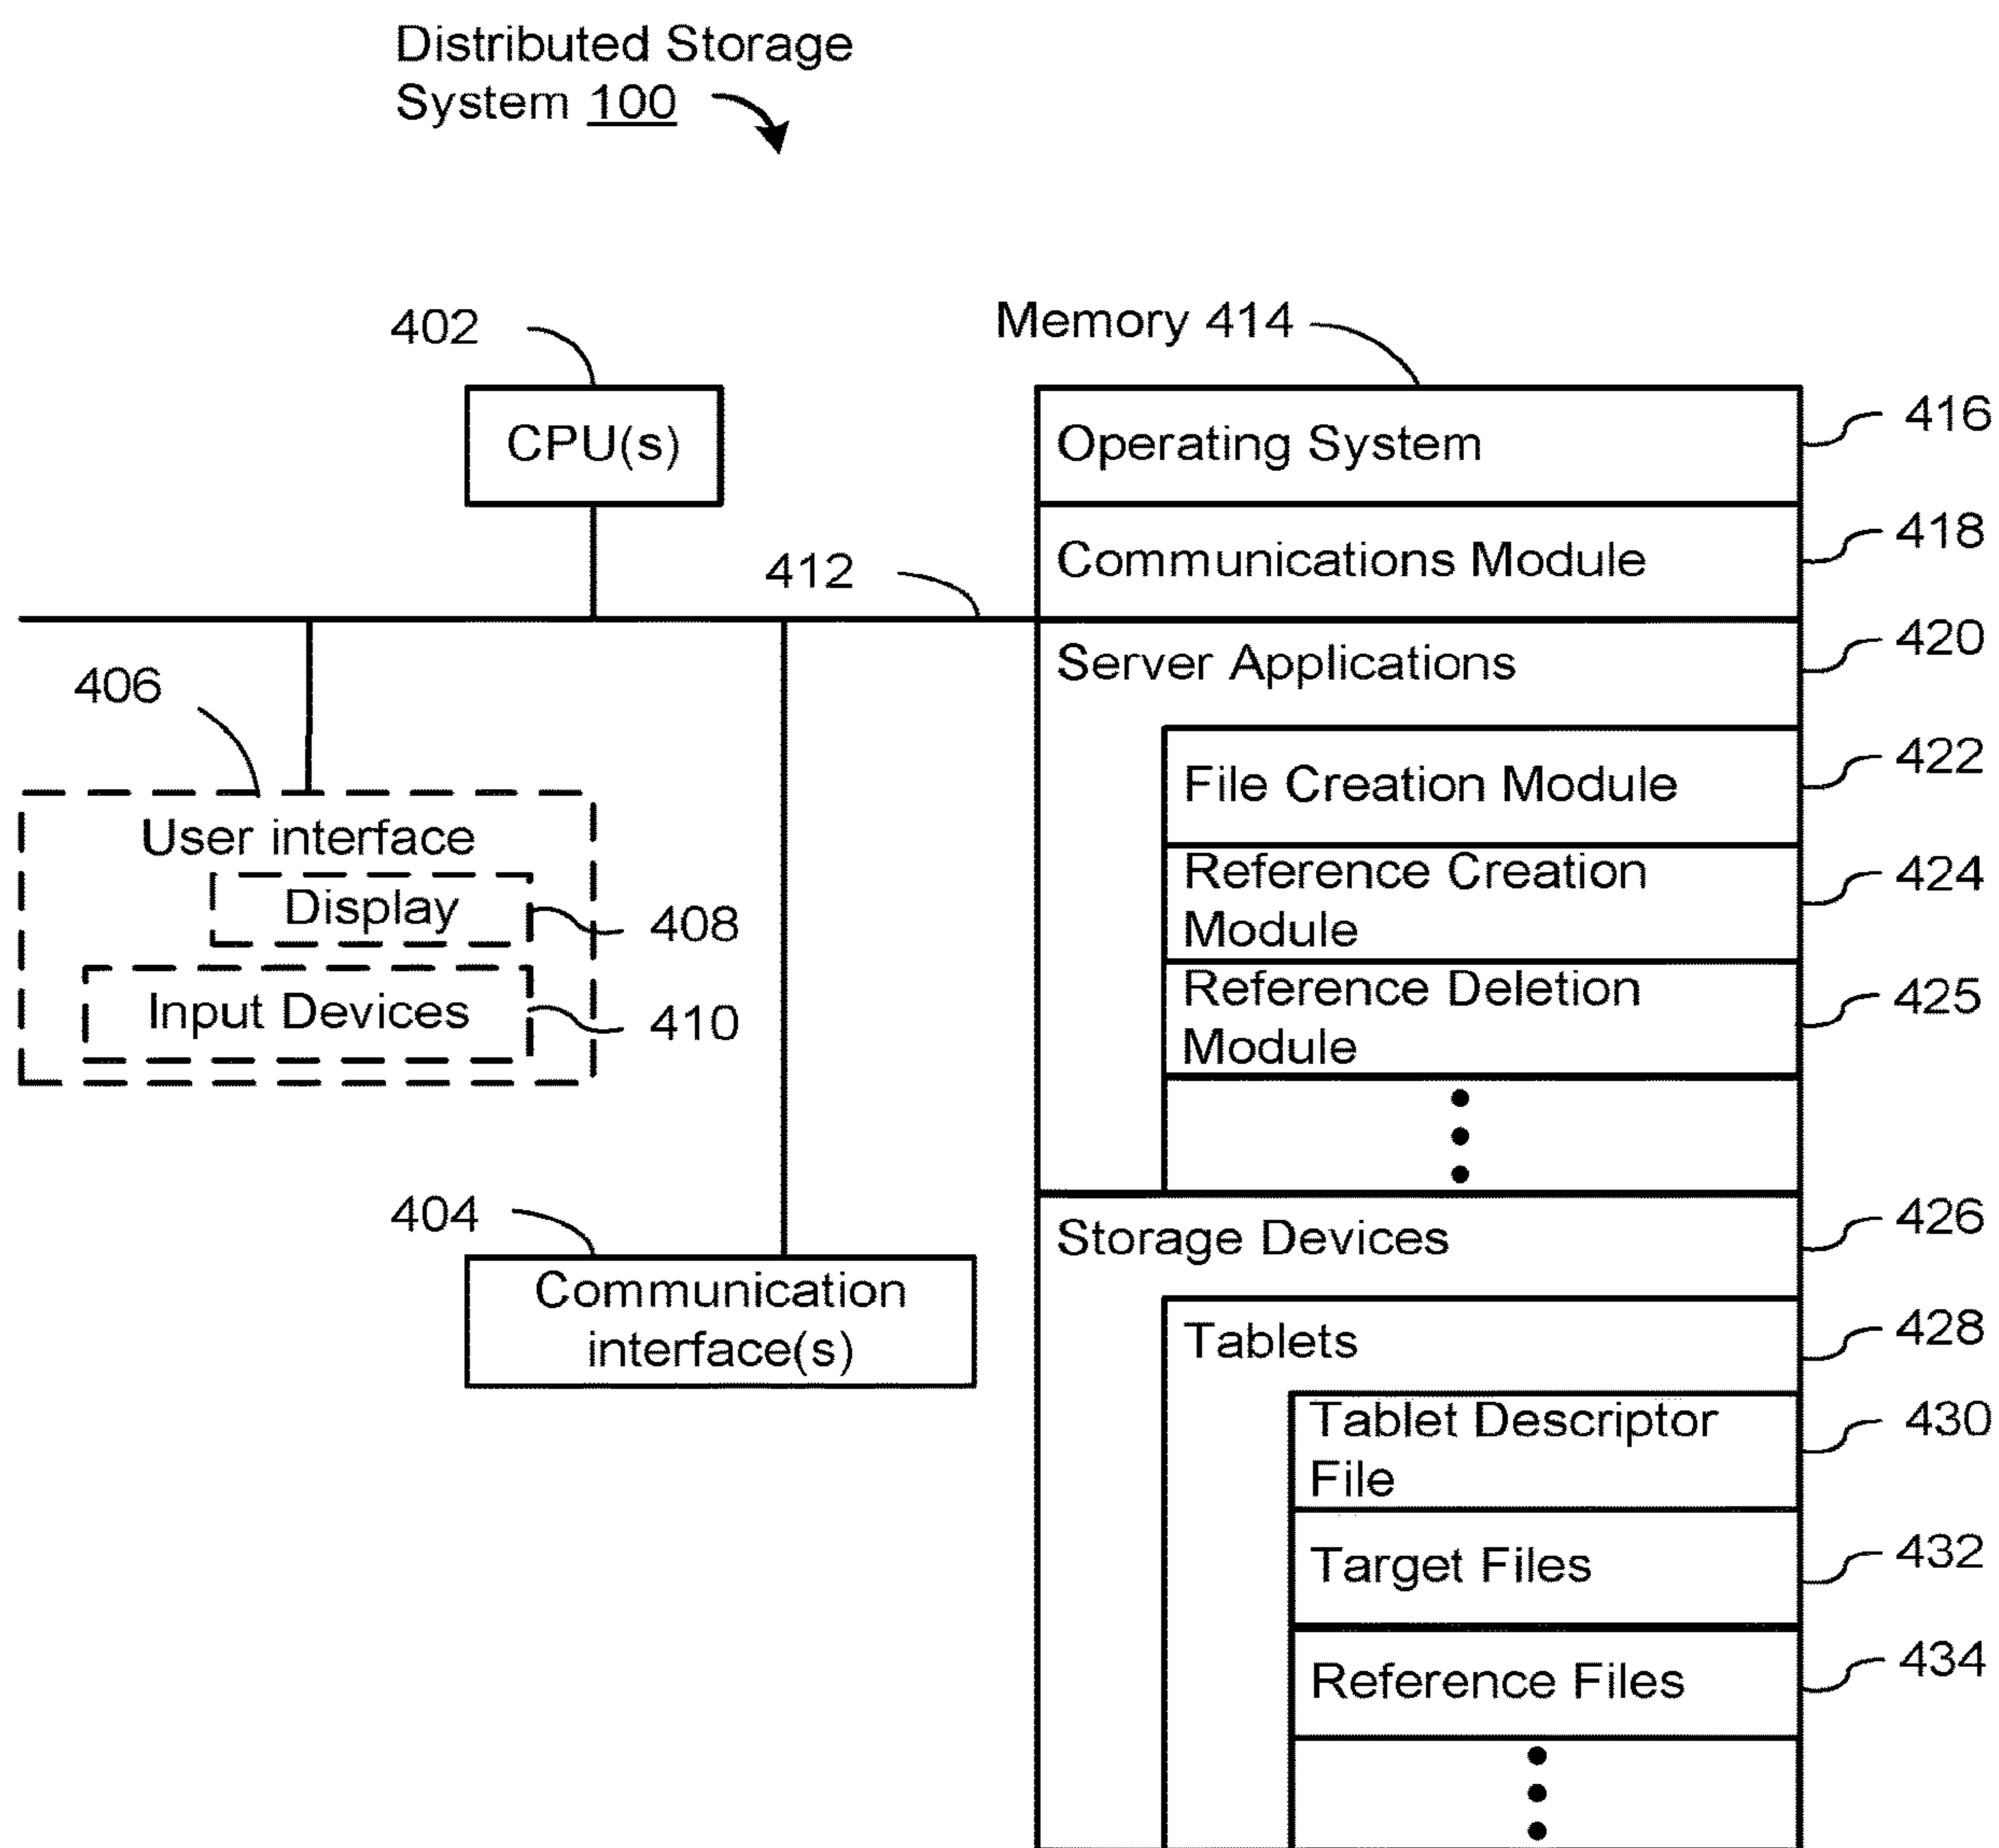 Distributed Storage
System 100
402
CPU(s)
412
406
User interface
Display
408
Input Devices
410
404
Communication
interface(s)
Memory 414
Operating System
416
Communications Module
418
Server Applications
420
File Creation Module
422
Reference Creation
Module
424
Reference Deletion
Module
425
Storage Devices
426
Tablets
428
Tablet Descriptor
File
430
Target Files
432
Reference Files
434